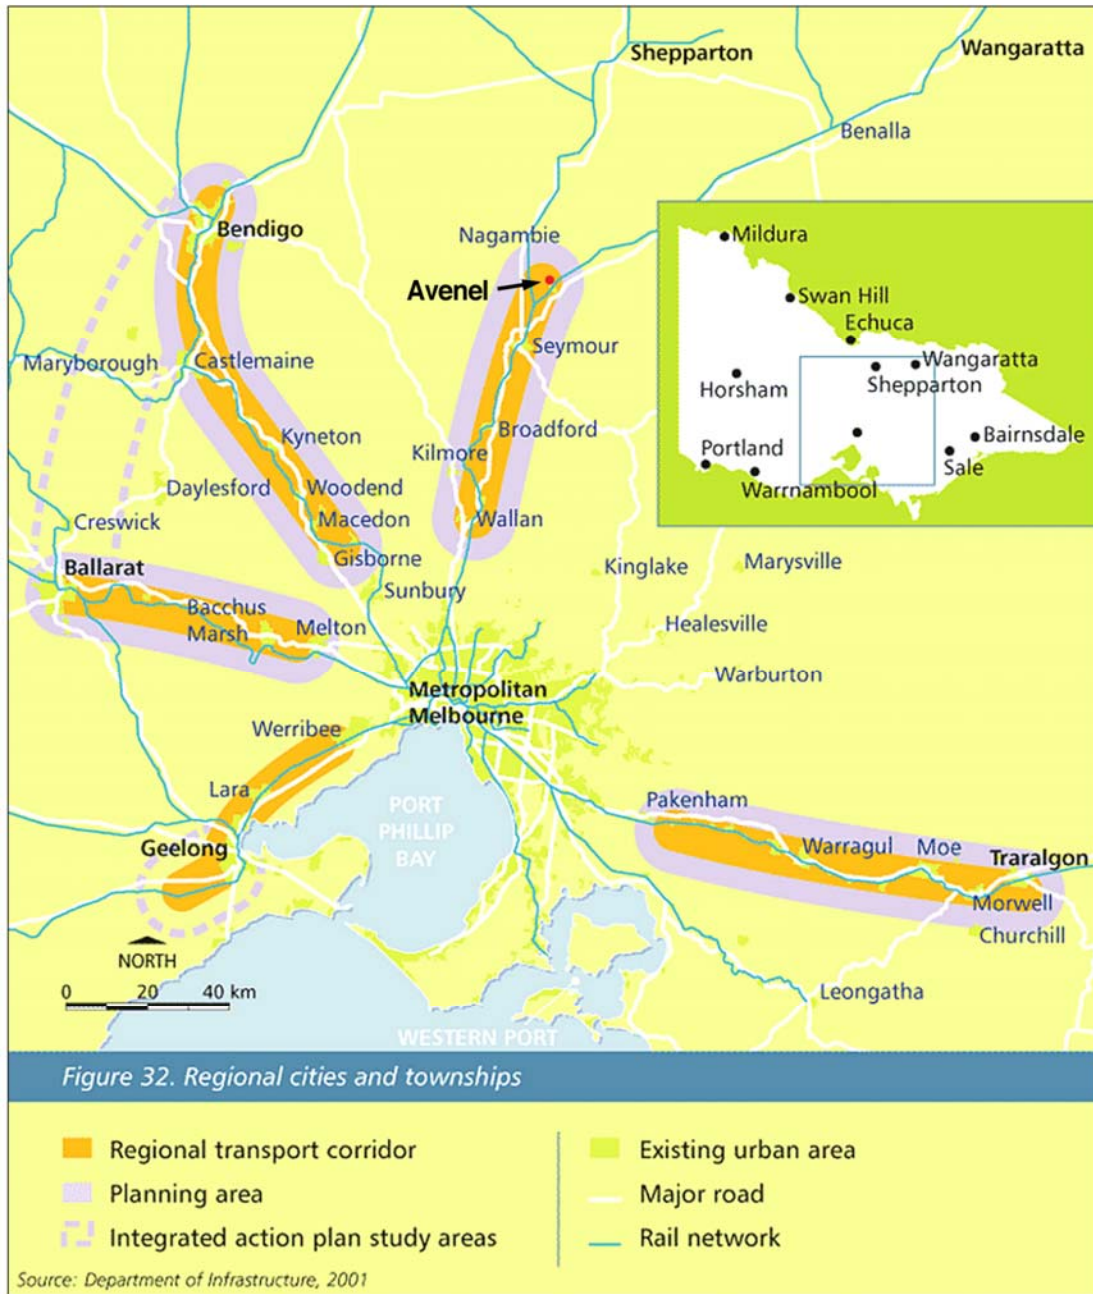 Shepparton
Wangaratta
Benalla
Bendigo
Nagambie
Avenel
Mildura
Swan Hill
Echuca
Wangaratta
Shepparton
Horsham
Bairnsdale
Portland
Sale
Warrnambool
Seymour
Maryborough
Castlemaine
Kyneton
Broadford
Kilmore
Daylesford
Woodend
Macedon
Wallan
Creswick
Gisborne
Ballarat
Sunbury
Kinglake
Marysville
Bacchus
Marsh
Melton
Healesville
Warburton
Metropolitan
Melbourne
Werribee
Lara
PORT
PHILLIP
BAY
Pakenham
Geelong
Warragul
Moe
Traralgon
Morwell
Churchill
NORTH
0 20 40 km
Leongatha
WESTERN PORT
Figure 32. Regional cities and townships
Regional transport corridor
Planning area
Integrated action plan study areas
Existing urban area
Major road
Rail network
Source: Department of Infrastructure, 2001